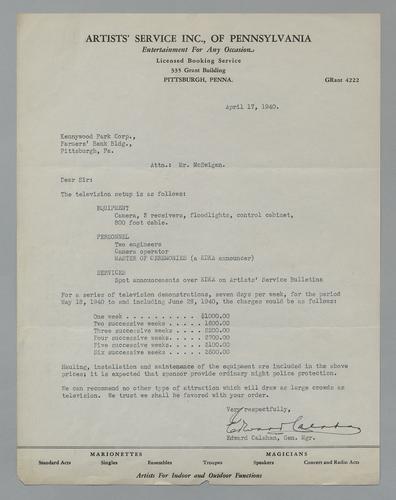 ARTISTS' SERVICE INC., OF PENNSYLVANIA
Entertainment For Any Occasion
Licensed Booking Service
335 Grant Building
PITTSBURGH, PENNA.
GRant 4222
April 17, 1940.
Kennywood Park Corp.,
Farmers' Bank Bldg.,
Pittsburgh, Pa.
Attn.: Mr. McSwigan.
Dear Sir:
The television setup is as follows:
EQUIPMENT
Camera, 3 receivers, floodlights, control cabinet,
800 foot cable.
PERSONNEL
Two engineers
Camera operator
MASTER OF CEREMONIES (a KDKA announcer)
SERVICES
Spot announcements over KDKA on Artists' Service Bulletins
For a series of television demonstrations, seven days per week, for the period
May 18, 1940 to and including June 28, 1940, the charges would be as follows:
One week . . . . . . . . . . . $1000.00
Two successive weeks . . . . . 1600.00
Three successive weeks . . . . 2200.00
Four successive weeks . . . . 2700.00
Five successive weeks . . . . 3100.00
Six successive weeks . . . . . 3500.00
Hauling, installation and maintenance of the equipment are included in the above
prices; it is expected that sponsor provide ordinary night police protection.
We can recommend no other type of attraction which will draw as large crowds as
television. We trust we shall be favored with your order.
Very respectfully,
Edward Calahan
Edward Calahan, Gen. Mgr.
MARIONETTES MAGICIANS
Standard Acts Singles Ensembles Troupes Speakers Concert and Radio Acts
Artists For Indoor and Outdoor Functions